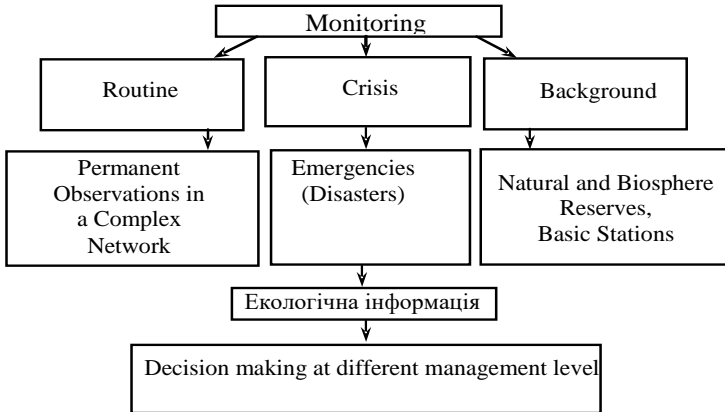 Monitoring
Routine
Crisis
Background
Permanent
Observations in
a Complex
Network
Emergencies
(Disasters)
Natural and Biosphere
Reserves,
Basic Stations
Екологічна інформація
Decision making at different management level